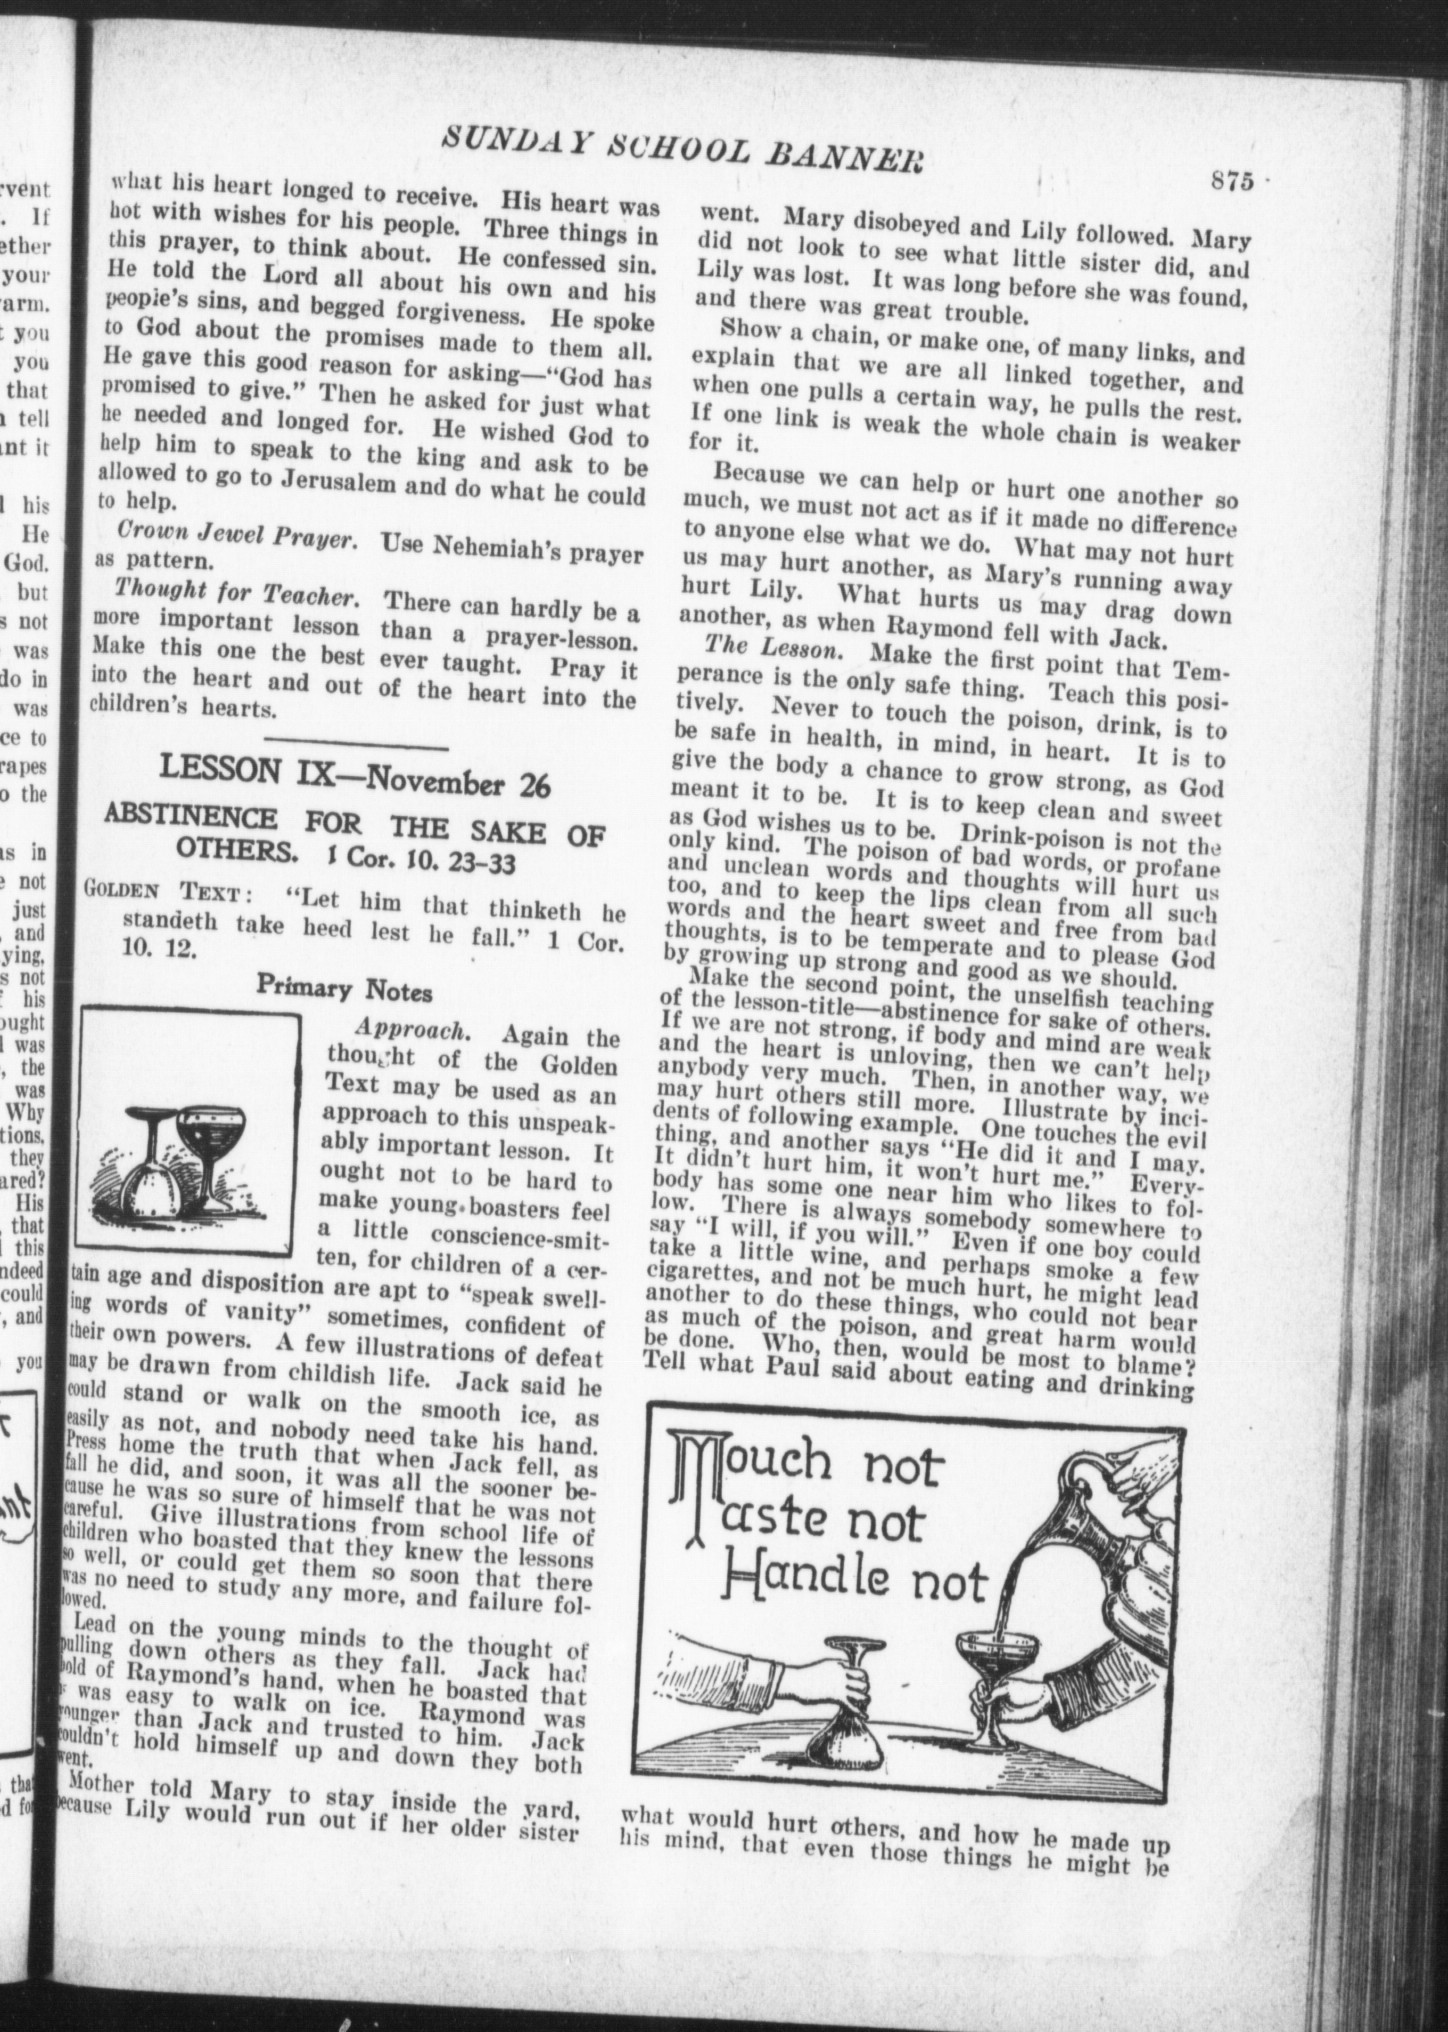 SUNDAY SCHOOL BANNER
875
what his heart longed to receive. His heart was
hot with wishes for his people. Three things in
this prayer, to think about. He confessed sin.
He told the Lord all about his own and his
people's sins, and begged forgiveness. He spoke
to God about the promises made to them all.
He gave this good reason for asking—“God has
promised to give.” Then he asked for just what
he needed and longed for. He wished God to
help him to speak to the king and ask to be
allowed to go to Jerusalem and do what he could
to help.
Crown Jewel Prayer. Use Nehemiah's prayer
as pattern.
Thought for Teacher. There can hardly be a
more important lesson than a prayer-lesson.
Make this one the best ever taught. Pray it
into the heart and out of the heart into the
children's hearts.
LESSON IX—November 26
ABSTINENCE FOR THE SAKE OF
OTHERS. 1 Cor. 10. 23-33
GOLDEN TEXT: “Let him that thinketh he
standeth take heed lest he fall.” 1 Cor.
10. 12.
Primary Notes
Approach. Again the
thought of the Golden
Text may be used as an
approach to this unspeak-
ably important lesson. It
ought not to be hard to
make young boasters feel
a little conscience-smit-
ten, for children of a cer-
tain age and disposition are apt to “speak swell-
ing words of vanity” sometimes, confident of
their own powers. A few illustrations of defeat
may be drawn from childish life. Jack said he
could stand or walk on the smooth ice, as
easily as not, and nobody need take his hand.
Press home the truth that when Jack fell, as
fall he did, and soon, it was all the sooner be-
cause he was so sure of himself that he was not
careful. Give illustrations from school life of
children who boasted that they knew the lessons
so well, or could get them so soon that there
was no need to study any more, and failure fol-
lowed.
Lead on the young minds to the thought of
pulling down others as they fall. Jack had
hold of Raymond's hand, when he boasted that
was easy to walk on ice. Raymond was
younger than Jack and trusted to him. Jack
couldn't hold himself up and down they both
went.
Mother told Mary to stay inside the yard,
because Lily would run out if her older sister
went. Mary disobeyed and Lily followed. Mary
did not look to see what little sister did, and
Lily was lost. It was long before she was found,
and there was great trouble.
Show a chain, or make one, of many links, and
explain that we are all linked together, and
when one pulls a certain way, he pulls the rest.
If one link is weak the whole chain is weaker
for it.
Because we can help or hurt one another so
much, we must not act as if it made no difference
to anyone else what we do. What may not hurt
us may hurt another, as Mary's running away
hurt Lily. What hurts us may drag down
another, as when Raymond fell with Jack.
The Lesson. Make the first point that Tem-
perance is the only safe thing. Teach this posi-
tively. Never to touch the poison, drink, is to
be safe in health, in mind, in heart. It is to
give the body a chance to grow strong, as God
meant it to be. It is to keep clean and sweet
as God wishes us to be. Drink-poison is not the
only kind. The poison of bad words, or profane
and unclean words and thoughts will hurt us
too, and to keep the lips clean from all such
words and the heart sweet and free from bad
thoughts, is to be temperate and to please God
by growing up strong and good as we should.
Make the second point, the unselfish teaching
of the lesson-title—abstinence for sake of others.
If we are not strong, if body and mind are weak
and the heart is unloving, then we can't help
anybody very much. Then, in another way, we
may hurt others still more. Illustrate by inci-
dents of following example. One touches the evil
thing, and another says “He did it and I may.
It didn't hurt him, it won't hurt me.” Every-
body has some one near him who likes to fol-
low. There is always somebody somewhere to
say “I will, if you will.” Even if one boy could
take a little wine, and perhaps smoke a few
cigarettes, and not be much hurt, he might lead
another to do these things, who could not bear
as much of the poison, and great harm would
be done. Who, then, would be most to blame?
Tell what Paul said about eating and drinking
Touch not
Taste not
Handle not
what would hurt others, and how he made up
his mind, that even those things he might be